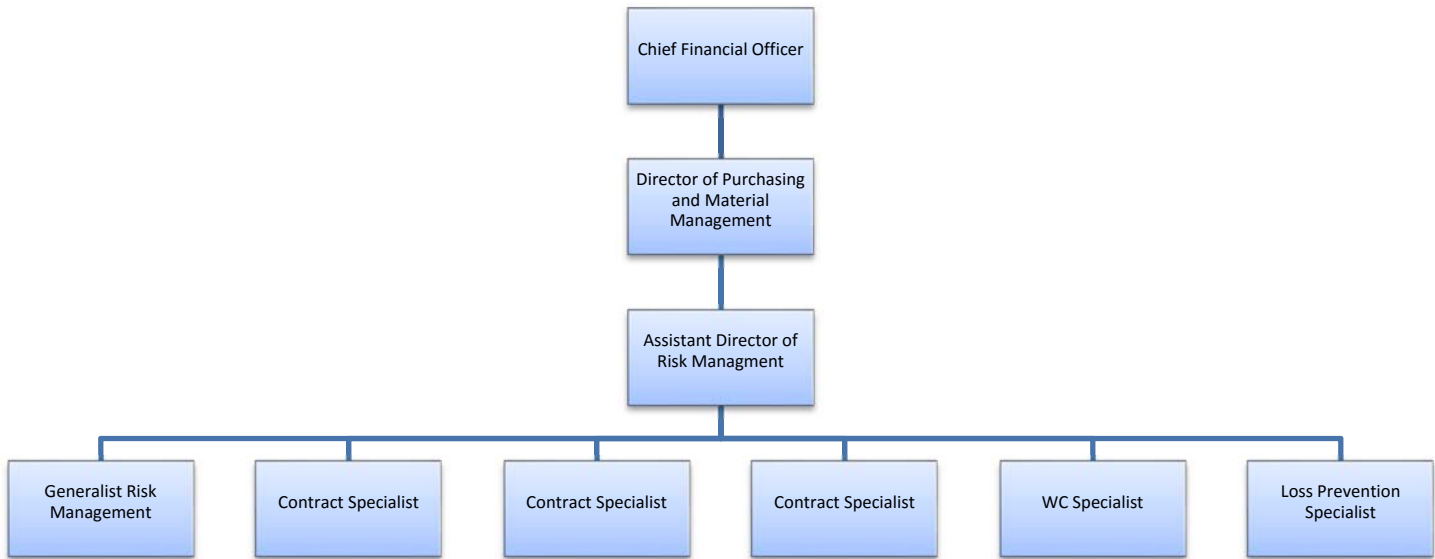 Chief Financial Officer
Director of Purchasing
and Material
Management
Assistant Director of
Risk Managment
Generalist Risk
Management
Contract Specialist
Contract Specialist
Contract Specialist
WC Specialist
Loss Prevention
Specialist